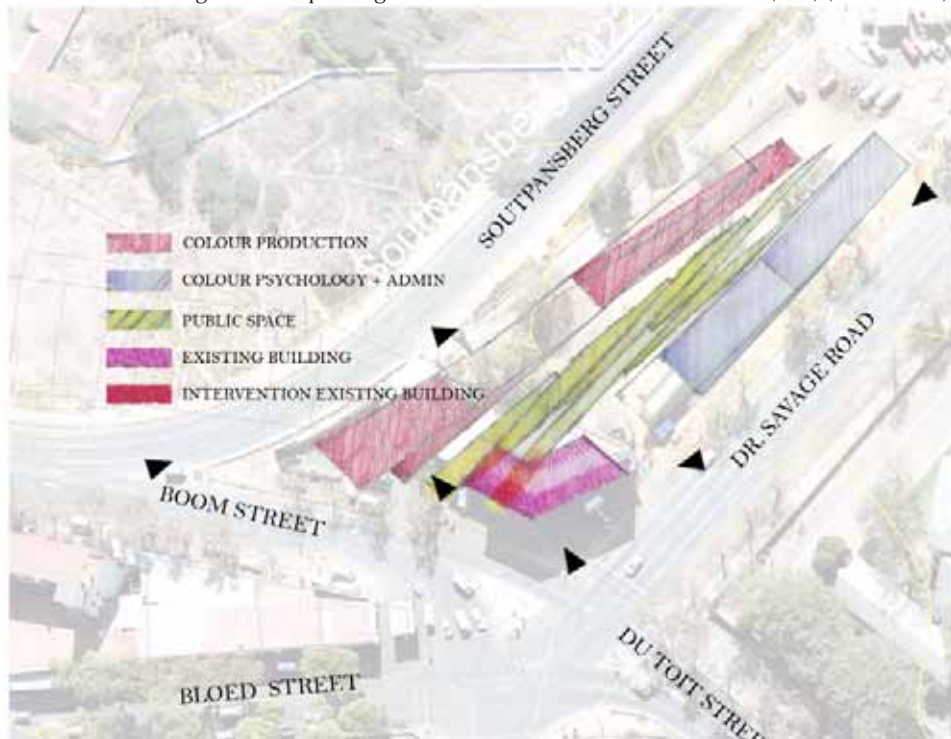 SOUTPANSBERG STREET
COLOUR PRODUCTION
COLOUR PSYCHOLOGY + ADMIN
PUBLIC SPACE
EXISTING BUILDING
INTERVENTION EXISTING BUILDING
DR. SAVAGE ROAD
BOOM STREET
BLOED STREET
DU TOIT STREE